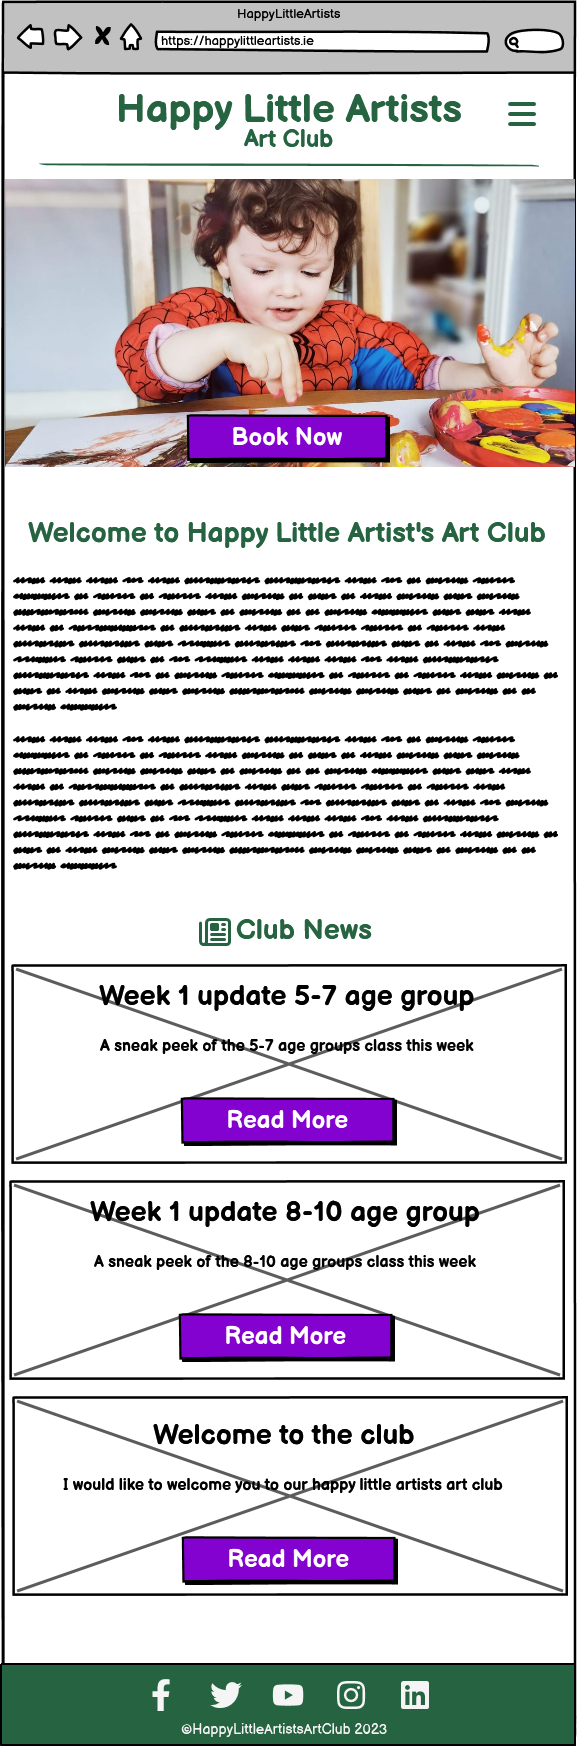 HappyLittleArtists
https://happylittleartists.ie
Happy Little Artists
Art Club
Book Now
Welcome to Happy Little Artist's Art Club
Club News
Week 1 update 5-7 age group
A sneak peek of the 5-7 age groups class this week
Read More
Week 1 update 8-10 age group
A sneak peek of the 8-10 age groups class this week
Read More
Welcome to the club
I would like to welcome you to our happy little artists art club
Read More
©HappyLittleArtistsArtClub 2023